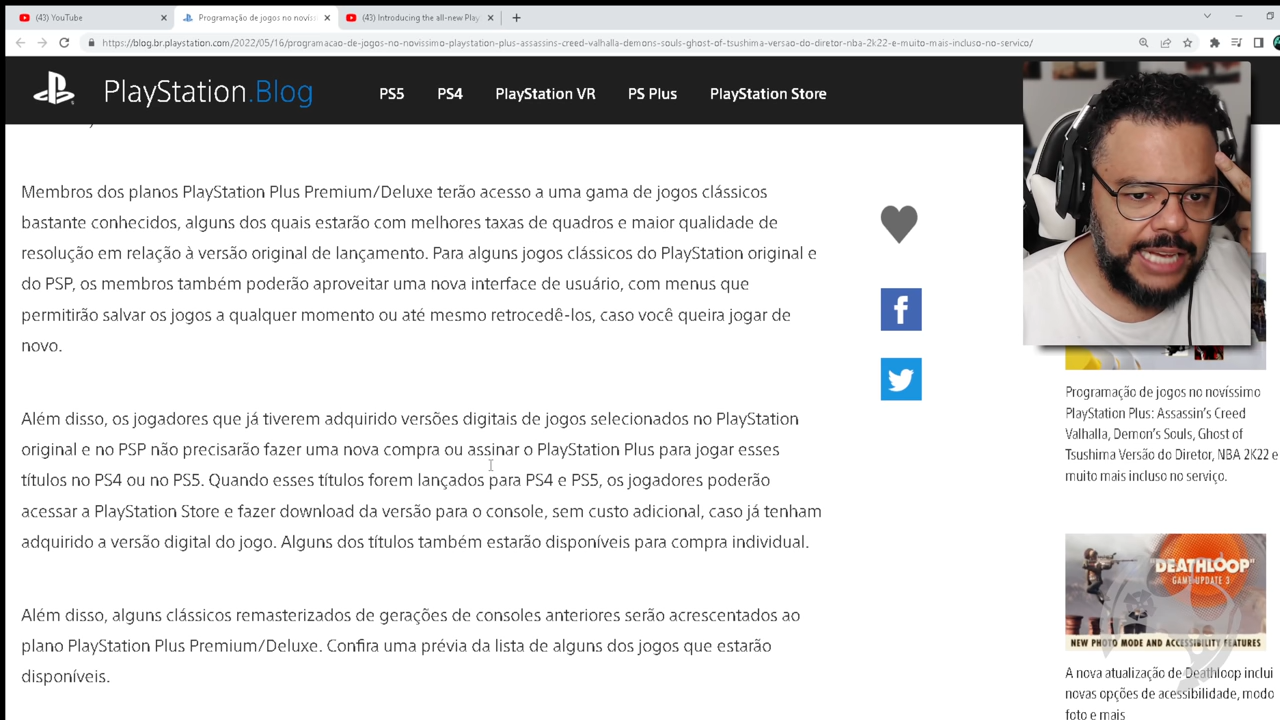 (43) YouTube
Programação de jogos no novíss
(43) Introducing the all-new Play
https://blog.br.playstation.com/2022/05/16/programacao-de-jogos-no-novissimo-playstation-plus-assassins-creed-valhalla-demons-souls-ghost-of-tsushima-versao-do-diretor-nba-2k22-e-muito-mais-incluso-no-servico/
PlayStation.Blog
PS5
PS4
PlayStation VR
PS Plus
PlayStation Store
Membros dos planos PlayStation Plus Premium/Deluxe terão acesso a uma gama de jogos clássicos
bastante conhecidos, alguns dos quais estarão com melhores taxas de quadros e maior qualidade de
resolução em relação à versão original de lançamento. Para alguns jogos clássicos do PlayStation original e
do PSP, os membros também poderão aproveitar uma nova interface de usuário, com menus que
permitirão salvar os jogos a qualquer momento ou até mesmo retrocedê-los, caso você queira jogar de
novo.
Além disso, os jogadores que já tiverem adquirido versões digitais de jogos selecionados no PlayStation
original e no PSP não precisarão fazer uma nova compra ou assinar o PlayStation Plus para jogar esses
títulos no PS4 ou no PS5. Quando esses títulos forem lançados para PS4 e PS5, os jogadores poderão
acessar a PlayStation Store e fazer download da versão para o console, sem custo adicional, caso já tenham
adquirido a versão digital do jogo. Alguns dos títulos também estarão disponíveis para compra individual.
Além disso, alguns clássicos remasterizados de gerações de consoles anteriores serão acrescentados ao
plano PlayStation Plus Premium/Deluxe. Confira uma prévia da lista de alguns dos jogos que estarão
disponíveis.
Programação de jogos no novíssimo
PlayStation Plus: Assassin's Creed
Valhalla, Demon's Souls, Ghost of
Tsushima Versão do Diretor, NBA 2K22 e
muito mais incluso no serviço.
"DEATHLOOP"
GAME UPDATE 3
NEW PHOTO MODE AND ACCESSIBILITY FEATURES
A nova atualização de Deathloop inclui
novas opções de acessibilidade, modo
foto e mais